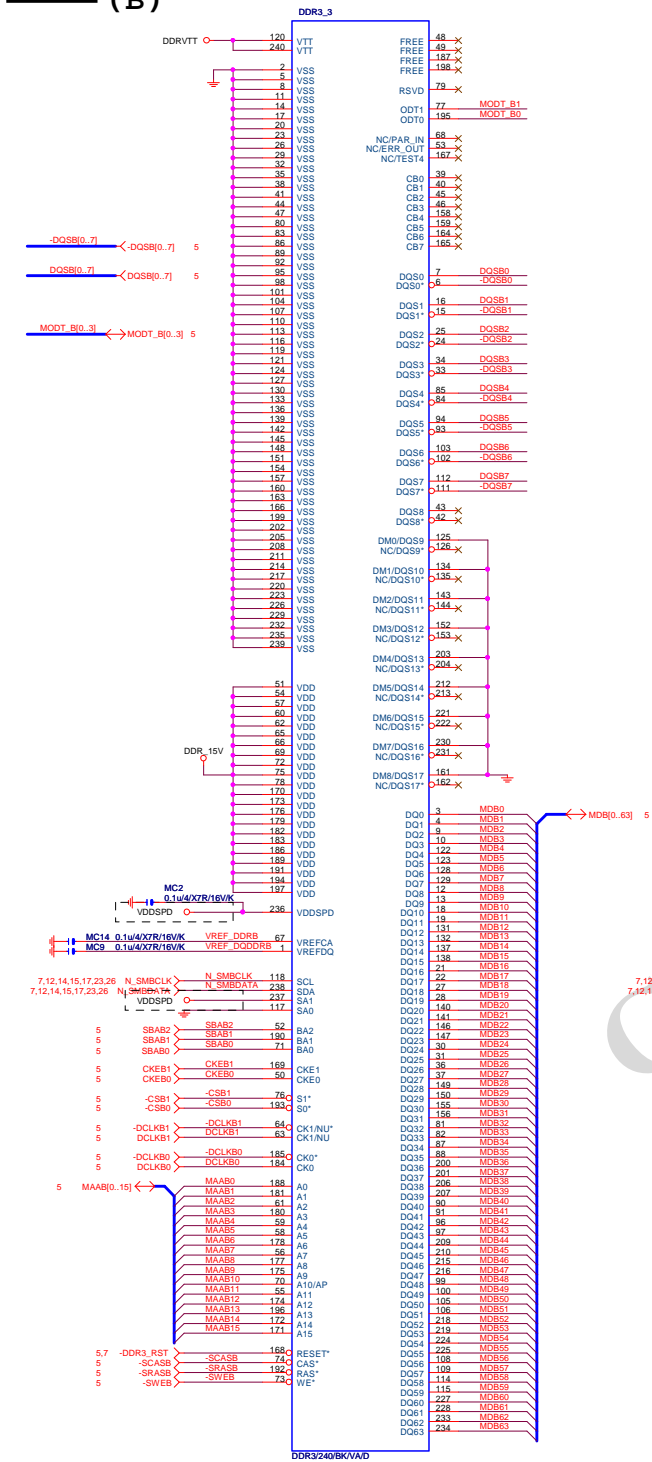 (B)
DDR3_3
DDRVTT 120 VTT
240 VTT
2 VSS
5 VSS
8 VSS
11 VSS
14 VSS
17 VSS
20 VSS
23 VSS
26 VSS
29 VSS
32 VSS
35 VSS
38 VSS
41 VSS
44 VSS
47 VSS
80 VSS
83 VSS
86 VSS
89 VSS
92 VSS
95 VSS
98 VSS
101 VSS
104 VSS
107 VSS
110 VSS
113 VSS
116 VSS
119 VSS
121 VSS
124 VSS
127 VSS
130 VSS
133 VSS
136 VSS
139 VSS
142 VSS
145 VSS
148 VSS
151 VSS
154 VSS
157 VSS
160 VSS
163 VSS
166 VSS
199 VSS
202 VSS
205 VSS
208 VSS
211 VSS
214 VSS
217 VSS
220 VSS
223 VSS
226 VSS
229 VSS
232 VSS
235 VSS
239 VSS
-DQSB[0..7] -DQSB[0..7] 5
DQSB[0..7] DQSB[0..7] 5
MODT_B[0..3] MODT_B[0..3] 5
51 VDD
54 VDD
57 VDD
60 VDD
62 VDD
65 VDD
66 VDD
69 VDD
72 VDD
DDR_15V 75 VDD
78 VDD
170 VDD
173 VDD
176 VDD
179 VDD
182 VDD
183 VDD
186 VDD
189 VDD
191 VDD
194 VDD
197 VDD
MC2
0.1u/4/X7R/16V/K
VDDSPD 236 VDDSPD
MC14 0.1u/4/X7R/16V/K VREF_DDRB 67 VREFCA
MC9 0.1u/4/X7R/16V/K VREF_DQDDRB 1 VREFDQ
7,12,14,15,17,23,26 N_SMBCLK N_SMBCLK 118 SCL
7,12,14,15,17,23,26 N_SMBDATA N_SMBDATA 238 SDA
VDDSPD 237 SA1
117 SA0
5 SBAB2 SBAB2 52 BA2
5 SBAB1 SBAB1 190 BA1
5 SBAB0 SBAB0 71 BA0
5 CKEB1 CKEB1 169 CKE1
5 CKEB0 CKEB0 50 CKE0
5 -CSB1 -CSB1 76 S1*
5 -CSB0 -CSB0 193 S0*
5 -DCLKB1 -DCLKB1 64 CK1/NU*
5 DCLKB1 DCLKB1 63 CK1/NU
5 -DCLKB0 -DCLKB0 185 CK0*
5 DCLKB0 DCLKB0 184 CK0
5 MAAB[0..15] MAAB0 188 A0
MAAB1 181 A1
MAAB2 61 A2
MAAB3 180 A3
MAAB4 59 A4
MAAB5 58 A5
MAAB6 178 A6
MAAB7 56 A7
MAAB8 177 A8
MAAB9 175 A9
MAAB10 70 A10/AP
MAAB11 55 A11
MAAB12 174 A12
MAAB13 196 A13
MAAB14 172 A14
MAAB15 171 A15
5,7 -DDR3_RST 168 RESET*
5 -SCASB -SCASB 74 CAS*
5 -SRASB -SRASB 192 RAS*
5 -SWEB -SWEB 73 WE*
FREE 48
FREE 49
FREE 187
FREE 198
RSVD 79
ODT1 77 MODT_B1
ODT0 195 MODT_B0
NC/PAR_IN 68
NC/ERR_OUT 53
NC/TEST4 167
CB0 39
CB1 40
CB2 45
CB3 46
CB4 158
CB5 159
CB6 164
CB7 165
DQS0 7 DQSB0
DQS0* 6 -DQSB0
DQS1 16 DQSB1
DQS1* 15 -DQSB1
DQS2 25 DQSB2
DQS2* 24 -DQSB2
DQS3 34 DQSB3
DQS3* 33 -DQSB3
DQS4 85 DQSB4
DQS4* 84 -DQSB4
DQS5 94 DQSB5
DQS5* 93 -DQSB5
DQS6 103 DQSB6
DQS6* 102 -DQSB6
DQS7 112 DQSB7
DQS7* 111 -DQSB7
DQS8 43
DQS8* 42
DM0/DQS9 125
NC/DQS9* 126
DM1/DQS10 134
NC/DQS10* 135
DM2/DQS11 143
NC/DQS11* 144
DM3/DQS12 152
NC/DQS12* 153
DM4/DQS13 203
NC/DQS13* 204
DM5/DQS14 212
NC/DQS14* 213
DM6/DQS15 221
NC/DQS15* 222
DM7/DQS16 230
NC/DQS16* 231
DM8/DQS17 161
NC/DQS17* 162
DQ0 3 MDB0 MDB[0..63] 5
DQ1 4 MDB1
DQ2 9 MDB2
DQ3 10 MDB3
DQ4 122 MDB4
DQ5 123 MDB5
DQ6 128 MDB6
DQ7 129 MDB7
DQ8 12 MDB8
DQ9 13 MDB9
DQ10 18 MDB10
DQ11 19 MDB11
DQ12 131 MDB12
DQ13 132 MDB13
DQ14 137 MDB14
DQ15 138 MDB15
DQ16 21 MDB16
DQ17 22 MDB17
DQ18 27 MDB18
DQ19 28 MDB19
DQ20 140 MDB20
DQ21 141 MDB21
DQ22 146 MDB22
DQ23 147 MDB23
DQ24 30 MDB24
DQ25 31 MDB25
DQ26 36 MDB26
DQ27 37 MDB27
DQ28 149 MDB28
DQ29 150 MDB29
DQ30 155 MDB30
DQ31 156 MDB31
DQ32 81 MDB32
DQ33 82 MDB33
DQ34 87 MDB34
DQ35 88 MDB35
DQ36 200 MDB36
DQ37 201 MDB37
DQ38 206 MDB38
DQ39 207 MDB39
DQ40 90 MDB40
DQ41 91 MDB41
DQ42 96 MDB42
DQ43 97 MDB43
DQ44 209 MDB44
DQ45 210 MDB45
DQ46 215 MDB46
DQ47 216 MDB47
DQ48 99 MDB48
DQ49 100 MDB49
DQ50 105 MDB50
DQ51 106 MDB51
DQ52 218 MDB52
DQ53 219 MDB53
DQ54 224 MDB54
DQ55 225 MDB55
DQ56 108 MDB56
DQ57 109 MDB57
DQ58 114 MDB58
DQ59 115 MDB59
DQ60 227 MDB60
DQ61 228 MDB61
DQ62 233 MDB62
DQ63 234 MDB63
7,12
7,12,1
DDR3/240/BK/VA/D